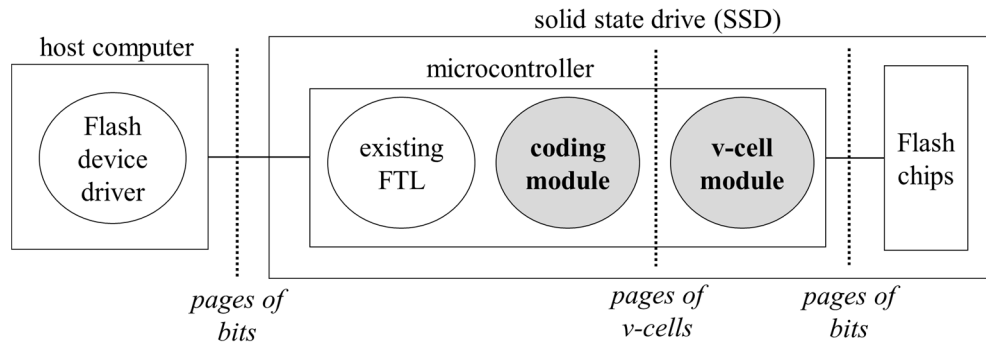 solid state drive (SSD)
host computer
microcontroller
Flash
device
driver
existing
FTL
coding
module
v-cell
module
Flash
chips
pages of
bits
pages of
v-cells
pages of
bits